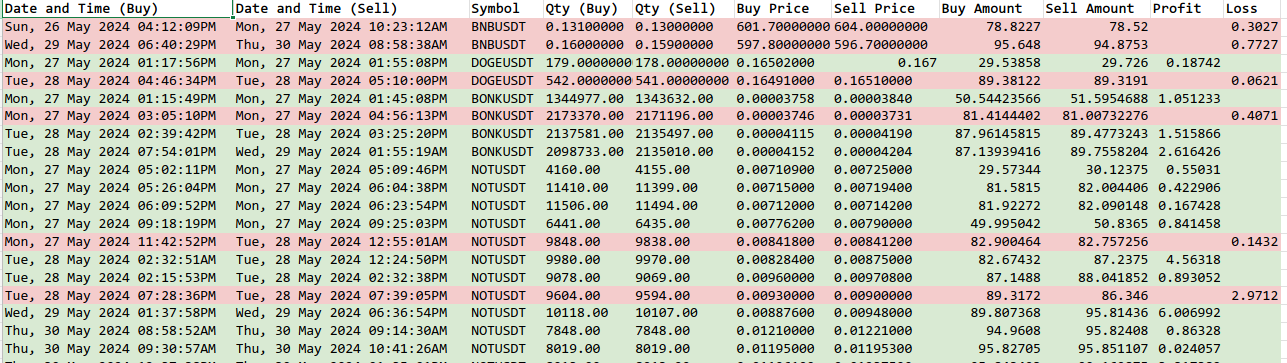 Date and Time (Buy) Date and Time (Sell) Symbol Qty (Buy) Qty (Sell) Buy Price Sell Price Buy Amount Sell Amount Profit Loss
Sun, 26 May 2024 04:12:09PM Mon, 27 May 2024 10:23:12AM BNBUSDT 0.13100000 0.13000000 601.70000000 604.00000000 78.8227 78.52 0.3027
Wed, 29 May 2024 06:40:29PM Thu, 30 May 2024 08:58:38AM BNBUSDT 0.16000000 0.15900000 597.80000000 596.70000000 95.648 94.8753 0.7727
Mon, 27 May 2024 01:17:56PM Mon, 27 May 2024 01:55:08PM DOGEUSDT 179.0000000 178.00000000 0.16502000 0.167 29.53858 29.726 0.18742
Tue, 28 May 2024 04:46:34PM Tue, 28 May 2024 05:10:00PM DOGEUSDT 542.0000000 541.00000000 0.16491000 0.16510000 89.38122 89.3191 0.0621
Mon, 27 May 2024 01:15:49PM Mon, 27 May 2024 01:45:08PM BONKUSDT 1344977.00 1343632.00 0.00003758 0.00003840 50.54423566 51.5954688 1.051233
Mon, 27 May 2024 03:05:10PM Mon, 27 May 2024 04:56:13PM BONKUSDT 2173370.00 2171196.00 0.00003746 0.00003731 81.4144402 81.00732276 0.4071
Tue, 28 May 2024 02:39:42PM Tue, 28 May 2024 03:25:20PM BONKUSDT 2137581.00 2135497.00 0.00004115 0.00004190 87.96145815 89.4773243 1.515866
Tue, 28 May 2024 07:54:01PM Wed, 29 May 2024 01:55:19AM BONKUSDT 2098733.00 2135010.00 0.00004152 0.00004204 87.13939416 89.7558204 2.616426
Mon, 27 May 2024 05:02:11PM Mon, 27 May 2024 05:09:46PM NOTUSDT 4160.00 4155.00 0.00710900 0.00725000 29.57344 30.12375 0.55031
Mon, 27 May 2024 05:26:04PM Mon, 27 May 2024 06:04:38PM NOTUSDT 11410.00 11399.00 0.00715000 0.00719400 81.5815 82.004406 0.422906
Mon, 27 May 2024 06:09:52PM Mon, 27 May 2024 06:23:54PM NOTUSDT 11506.00 11494.00 0.00712000 0.00714200 81.92272 82.090148 0.167428
Mon, 27 May 2024 09:18:19PM Mon, 27 May 2024 09:25:03PM NOTUSDT 6441.00 6435.00 0.00776200 0.00790000 49.995042 50.8365 0.841458
Mon, 27 May 2024 11:42:52PM Tue, 28 May 2024 12:55:01AM NOTUSDT 9848.00 9838.00 0.00841800 0.00841200 82.900464 82.757256 0.1432
Tue, 28 May 2024 02:32:51AM Tue, 28 May 2024 12:24:50PM NOTUSDT 9980.00 9970.00 0.00828400 0.00875000 82.67432 87.2375 4.56318
Tue, 28 May 2024 02:15:53PM Tue, 28 May 2024 02:32:38PM NOTUSDT 9078.00 9069.00 0.00960000 0.00970800 87.1488 88.041852 0.893052
Tue, 28 May 2024 07:28:36PM Tue, 28 May 2024 07:39:05PM NOTUSDT 9604.00 9594.00 0.00930000 0.00900000 89.3172 86.346 2.9712
Wed, 29 May 2024 01:37:58PM Wed, 29 May 2024 06:36:54PM NOTUSDT 10118.00 10107.00 0.00887600 0.00948000 89.807368 95.81436 6.006992
Thu, 30 May 2024 08:58:52AM Thu, 30 May 2024 09:14:30AM NOTUSDT 7848.00 7848.00 0.01210000 0.01221000 94.9608 95.82408 0.86328
Thu, 30 May 2024 09:30:57AM Thu, 30 May 2024 10:41:26AM NOTUSDT 8019.00 8019.00 0.01195000 0.01195300 95.82705 95.851107 0.024057